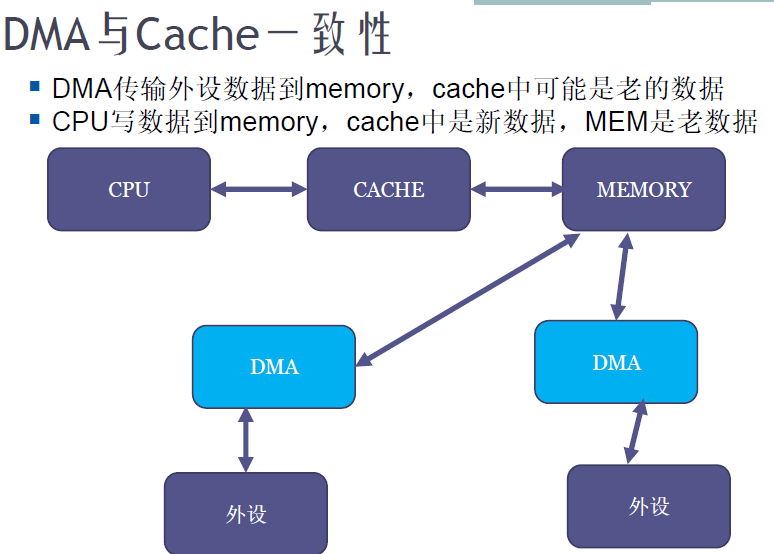 DMA与Cache一致性
DMA传输外设数据到memory，cache中可能是老的数据
CPU写数据到memory，cache中是新数据，MEM是老数据
CPU
CACHE
MEMORY
DMA
DMA
外设
外设